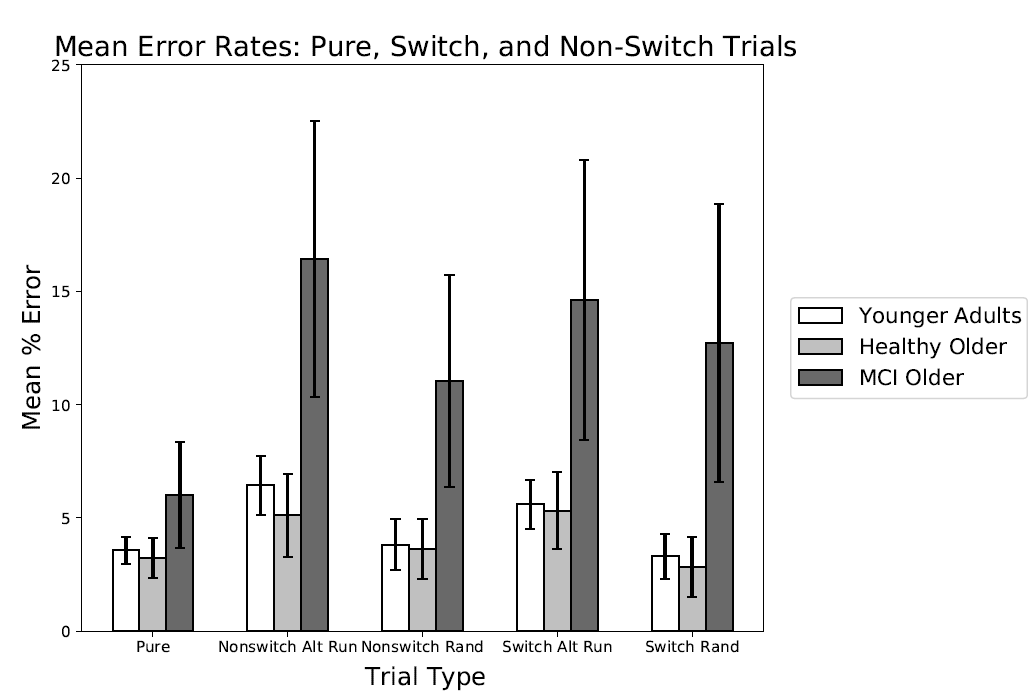 Mean Error Rates: Pure, Switch, and Non-Switch Trials
25
20
15
10
5
0
Mean % Error
Pure
Nonswitch Alt Run
Nonswitch Rand
Switch Alt Run
Switch Rand
Trial Type
Younger Adults
Healthy Older
MCI Older